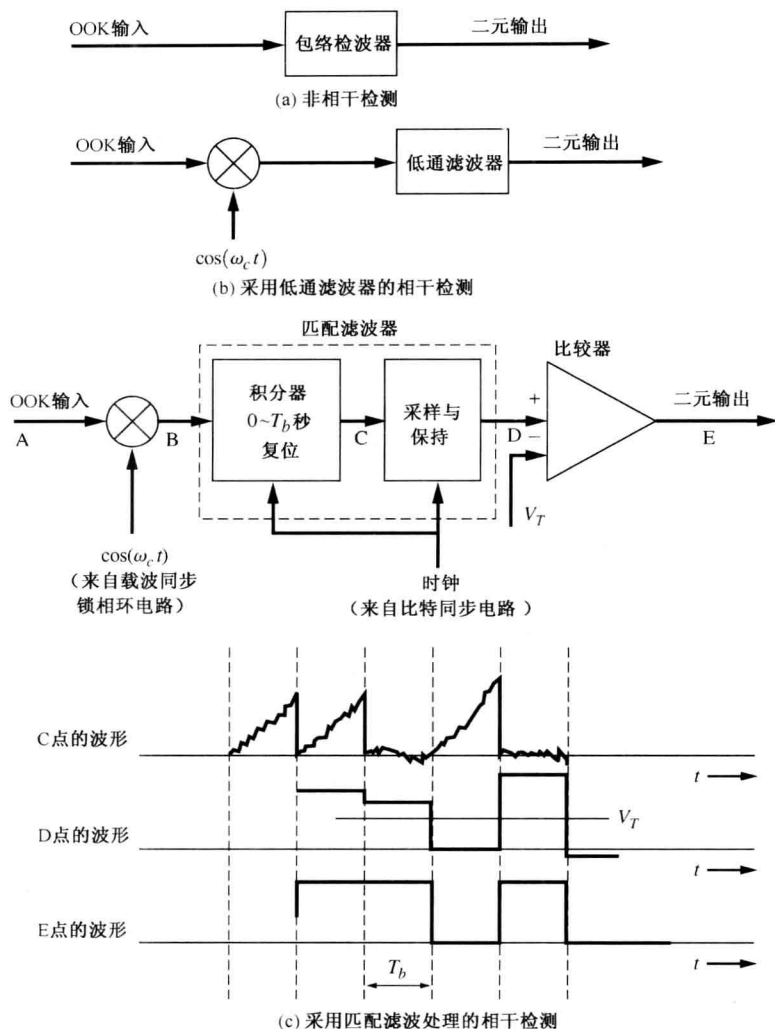 OOK输入
包络检波器
二元输出
(a) 非相干检测
OOK输入
低通滤波器
二元输出
cos(ω_c t)
(b) 采用低通滤波器的相干检测
匹配滤波器
比较器
OOK输入
积分器
0~T_b秒
复位
采样与
保持
+
−
二元输出
A
B
C
D
E
V_T
cos(ω_c t)
(来自载波同步
锁相环电路)
时钟
(来自比特同步电路)
C点的波形
t
D点的波形
V_T
t
E点的波形
t
T_b
(c) 采用匹配滤波处理的相干检测